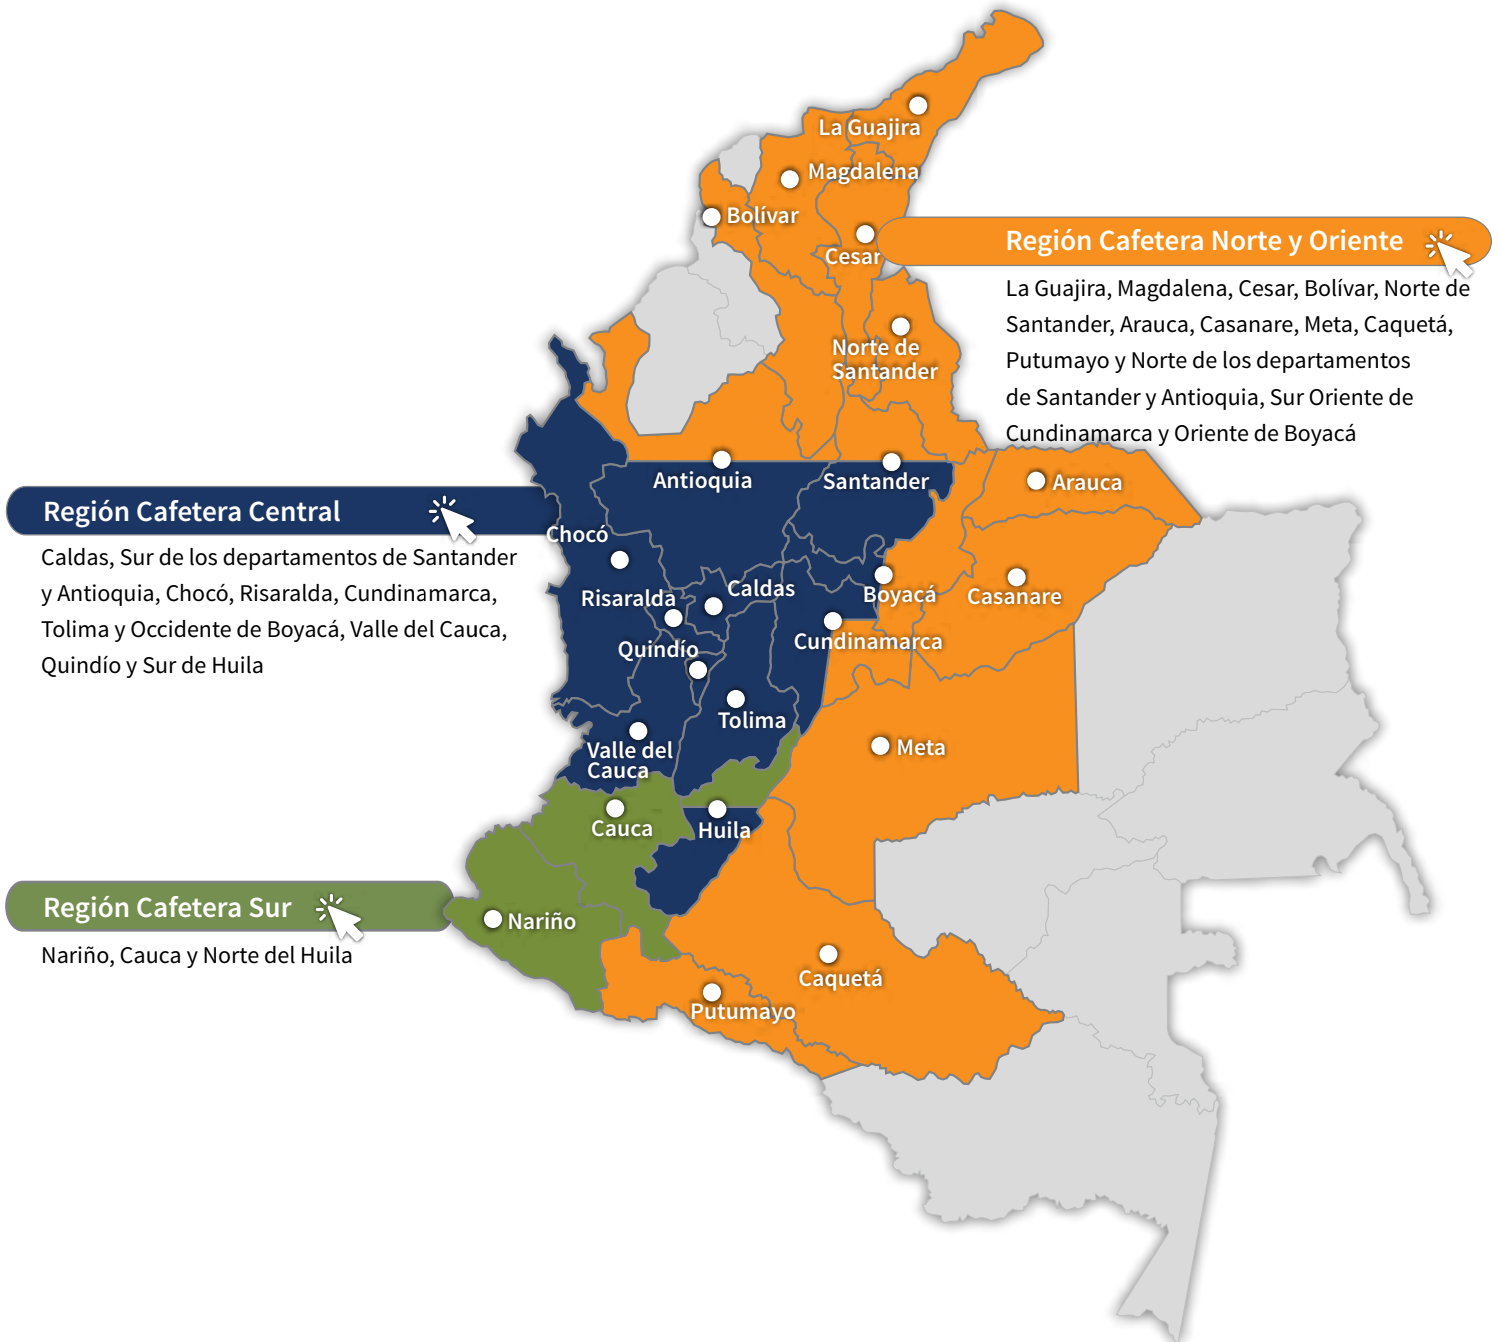 La Guajira
Magdalena
Bolívar
Cesar
Región Cafetera Norte y Oriente
La Guajira, Magdalena, Cesar, Bolívar, Norte de
Santander, Arauca, Casanare, Meta, Caquetá,
Putumayo y Norte de los departamentos
de Santander y Antioquia, Sur Oriente de
Cundinamarca y Oriente de Boyacá
Norte de
Santander
Antioquia
Santander
Arauca
Región Cafetera Central
Caldas, Sur de los departamentos de Santander
y Antioquia, Chocó, Risaralda, Cundinamarca,
Tolima y Occidente de Boyacá, Valle del Cauca,
Quindío y Sur de Huila
Chocó
Risaralda
Caldas
Boyacá
Casanare
Quindío
Cundinamarca
Tolima
Valle del
Cauca
Meta
Cauca
Huila
Región Cafetera Sur
Nariño, Cauca y Norte del Huila
Nariño
Caquetá
Putumayo